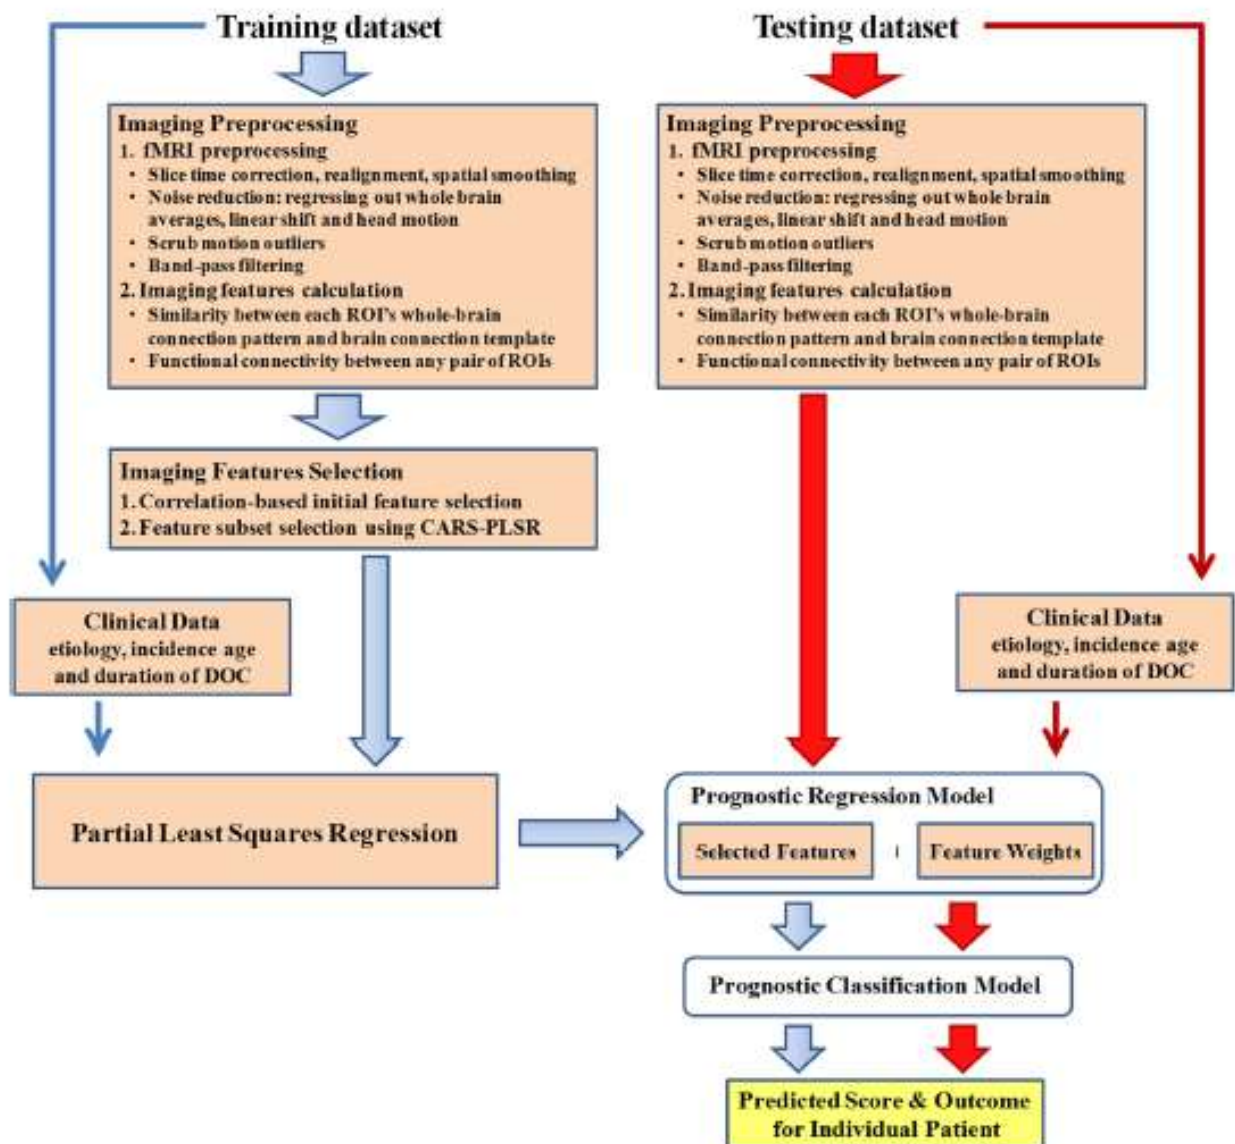 Training dataset
Imaging Preprocessing
1. fMRI preprocessing
• Slice time correction, realignment, spatial smoothing
• Noise reduction: regressing out whole brain
averages, linear shift and head motion
• Scrub motion outliers
• Band-pass filtering
2. Imaging features calculation
• Similarity between each ROI's whole-brain
connection pattern and brain connection template
• Functional connectivity between any pair of ROIs
Imaging Features Selection
1. Correlation-based initial feature selection
2. Feature subset selection using CARS-PLSR
Clinical Data
etiology, incidence age
and duration of DOC
Partial Least Squares Regression
Testing dataset
Imaging Preprocessing
1. fMRI preprocessing
• Slice time correction, realignment, spatial smoothing
• Noise reduction: regressing out whole brain
averages, linear shift and head motion
• Scrub motion outliers
• Band-pass filtering
2. Imaging features calculation
• Similarity between each ROI's whole-brain
connection pattern and brain connection template
• Functional connectivity between any pair of ROIs
Clinical Data
etiology, incidence age
and duration of DOC
Prognostic Regression Model
Selected Features
Feature Weights
Prognostic Classification Model
Predicted Score & Outcome
for Individual Patient